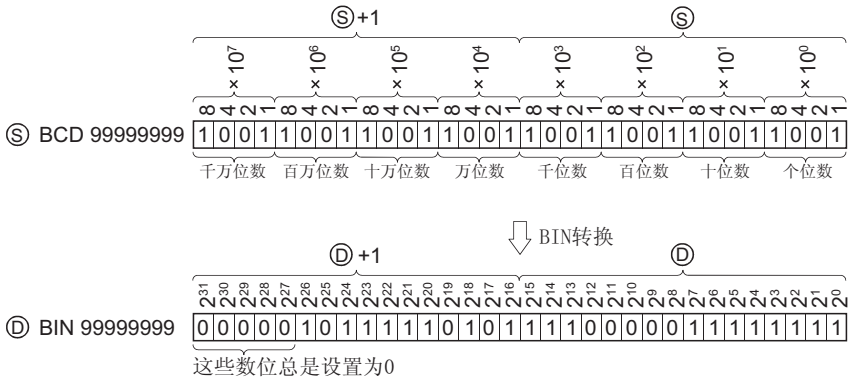 Ⓢ+1 Ⓢ
×10⁷ ×10⁶ ×10⁵ ×10⁴ ×10³ ×10² ×10¹ ×10⁰
8 4 2 1 8 4 2 1 8 4 2 1 8 4 2 1 8 4 2 1 8 4 2 1 8 4 2 1 8 4 2 1
Ⓢ BCD 99999999 1 0 0 1 1 0 0 1 1 0 0 1 1 0 0 1 1 0 0 1 1 0 0 1 1 0 0 1 1 0 0 1
千万位数 百万位数 十万位数 万位数 千位数 百位数 十位数 个位数
BIN转换
Ⓓ+1 Ⓓ
2³¹ 2³⁰ 2²⁹ 2²⁸ 2²⁷ 2²⁶ 2²⁵ 2²⁴ 2²³ 2²² 2²¹ 2²⁰ 2¹⁹ 2¹⁸ 2¹⁷ 2¹⁶ 2¹⁵ 2¹⁴ 2¹³ 2¹² 2¹¹ 2¹⁰ 2⁹ 2⁸ 2⁷ 2⁶ 2⁵ 2⁴ 2³ 2² 2¹ 2⁰
Ⓓ BIN 99999999 0 0 0 0 0 1 0 1 1 1 1 1 0 1 0 1 1 1 1 0 0 0 0 0 1 1 1 1 1 1 1 1
这些数位总是设置为0